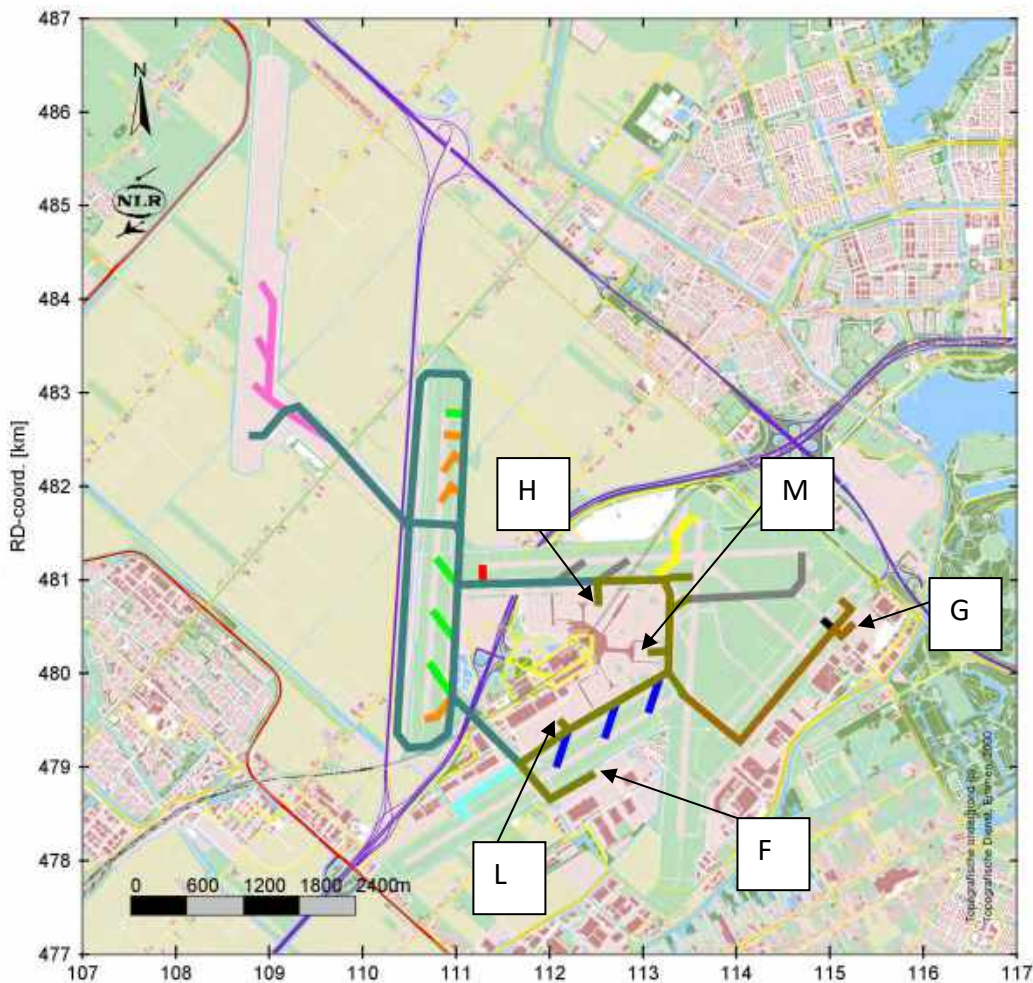 487
486
485
484
483
482
481
480
479
478
477
RD-coord. [km]
N
NLR
H
M
G
F
L
0 600 1200 1800 2400m
107 108 109 110 111 112 113 114 115 116 117
Topografische Dienst, Emmen, 2000